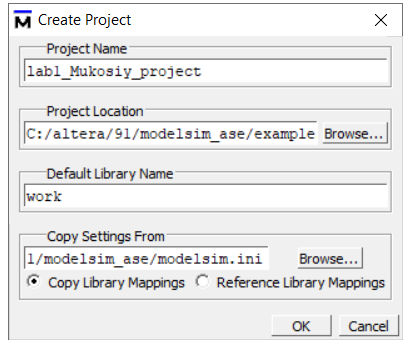 Create Project
Project Name
lab1_Mukosiy_project
Project Location
C:/altera/91/modelsim_ase/example Browse...
Default Library Name
work
Copy Settings From
l/modelsim_ase/modelsim.ini Browse...
Copy Library Mappings Reference Library Mappings
OK Cancel